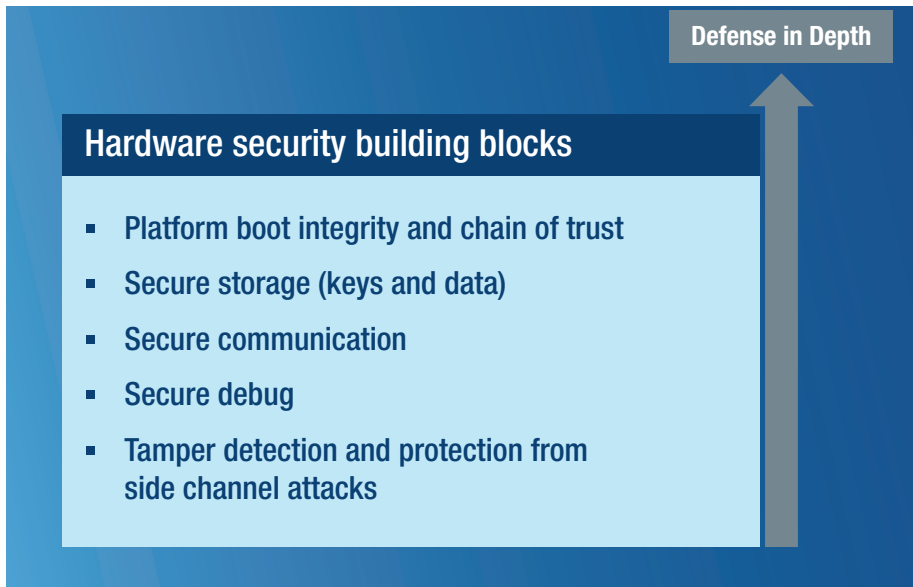 Defense in Depth
Hardware security building blocks
▪ Platform boot integrity and chain of trust
▪ Secure storage (keys and data)
▪ Secure communication
▪ Secure debug
▪ Tamper detection and protection from
side channel attacks